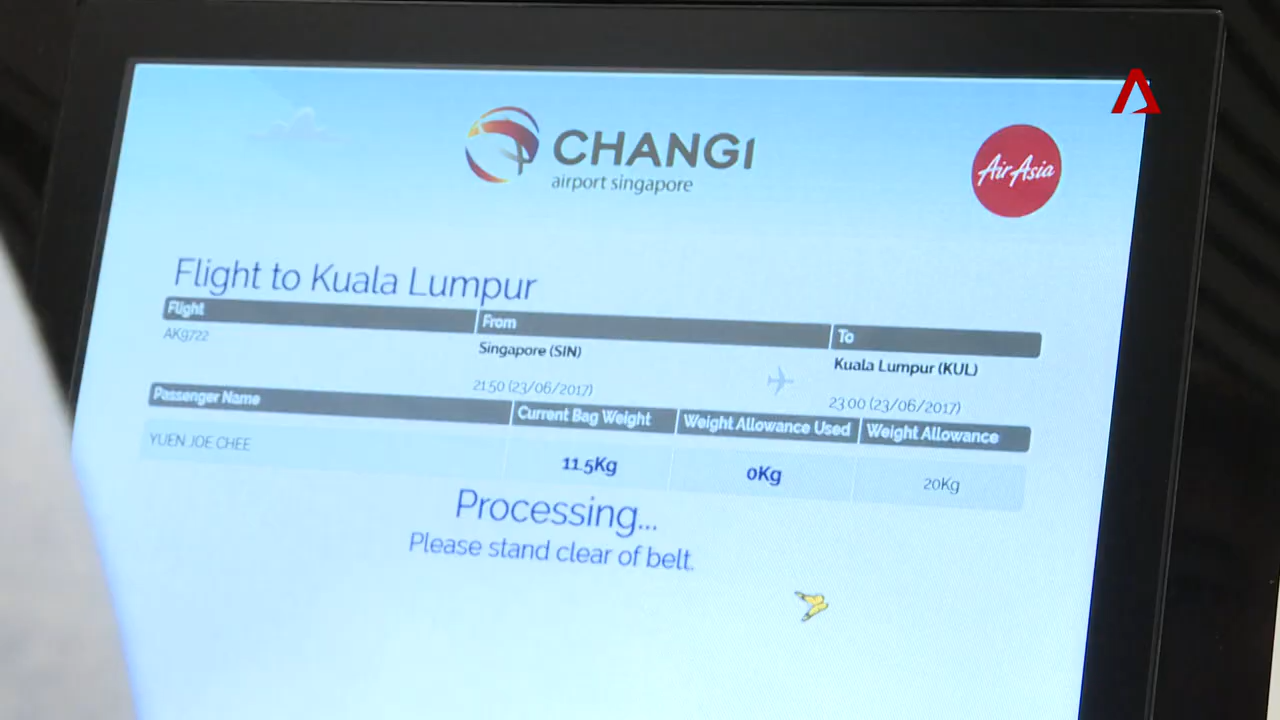 CHANGI
airport singapore
AirAsia
Flight to Kuala Lumpur
Flight From To
AK9722 Singapore (SIN) Kuala Lumpur (KUL)
21:50 (23/06/2017) 23:00 (23/06/2017)
Passenger Name Current Bag Weight Weight Allowance Used Weight Allowance
YUEN JOE CHEE 11.5Kg 0Kg 20Kg
Processing...
Please stand clear of belt.